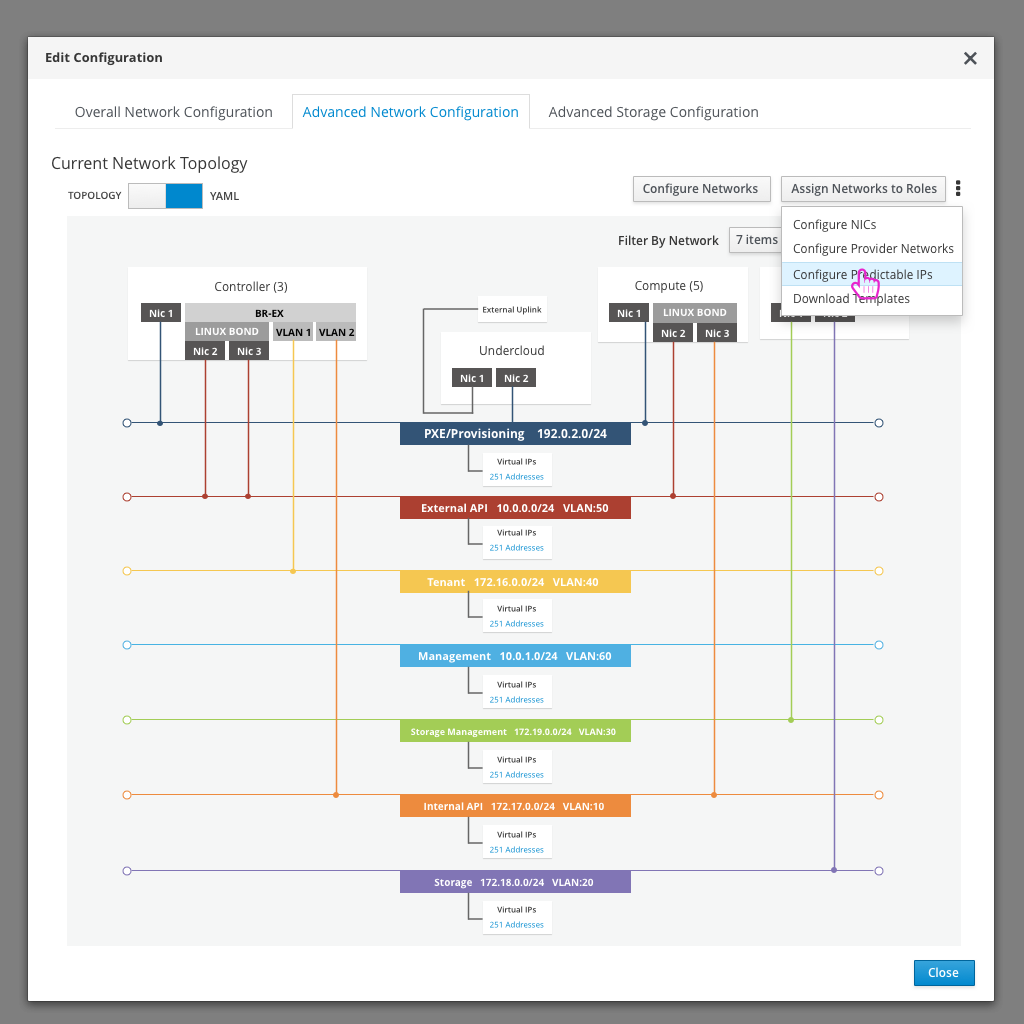 Edit Configuration
Overall Network Configuration
Advanced Network Configuration
Advanced Storage Configuration
Current Network Topology
TOPOLOGY
YAML
Configure Networks
Assign Networks to Roles
Configure NICs
Configure Provider Networks
Configure Predictable IPs
Download Templates
Filter By Network
7 items
Controller (3)
Nic 1
BR-EX
LINUX BOND
VLAN 1
VLAN 2
Nic 2
Nic 3
External Uplink
Undercloud
Nic 1
Nic 2
Compute (5)
Nic 1
LINUX BOND
Nic 2
Nic 3
PXE/Provisioning 192.0.2.0/24
Virtual IPs
251 Addresses
External API 10.0.0.0/24 VLAN:50
Virtual IPs
251 Addresses
Tenant 172.16.0.0/24 VLAN:40
Virtual IPs
251 Addresses
Management 10.0.1.0/24 VLAN:60
Virtual IPs
251 Addresses
Storage Management 172.19.0.0/24 VLAN:30
Virtual IPs
251 Addresses
Internal API 172.17.0.0/24 VLAN:10
Virtual IPs
251 Addresses
Storage 172.18.0.0/24 VLAN:20
Virtual IPs
251 Addresses
Close